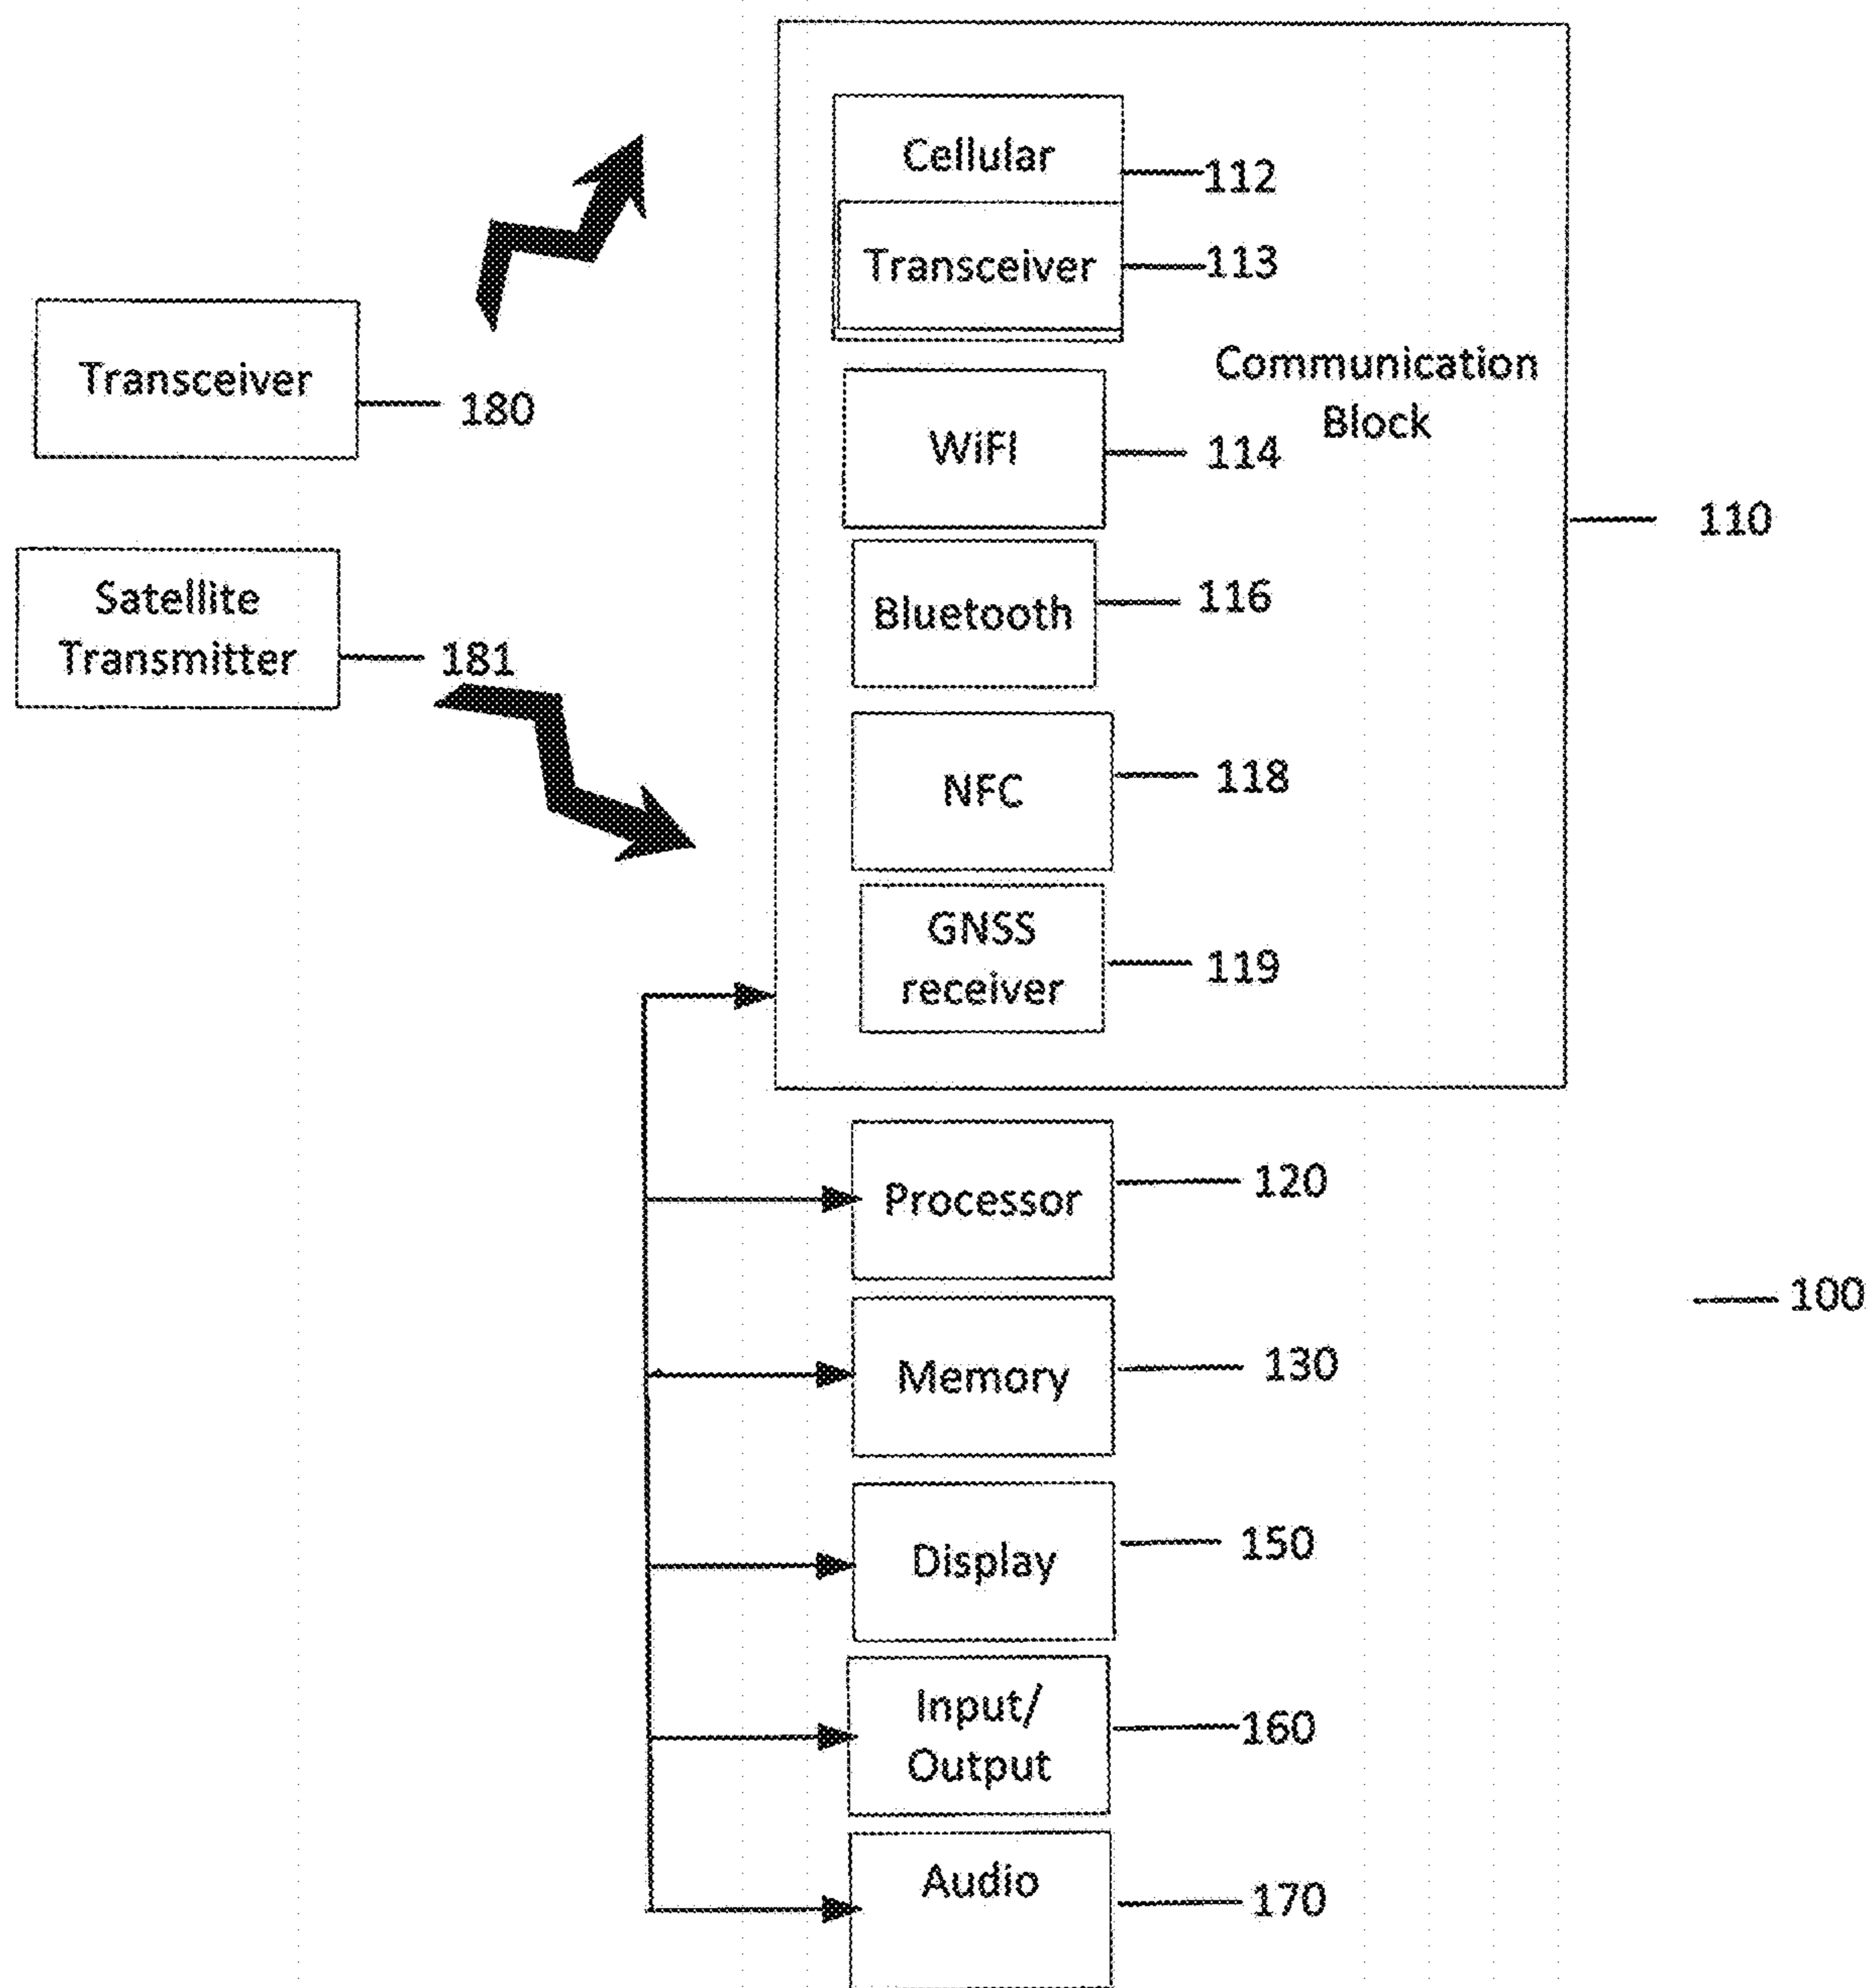 Cellular
112
Transceiver
113
Transceiver
180
Communication
Block
WiFI
114
110
Satellite
Transmitter
181
Bluetooth
116
NFC
118
GNSS
receiver
119
Processor
120
100
Memory
130
Display
150
Input/
Output
160
Audio
170